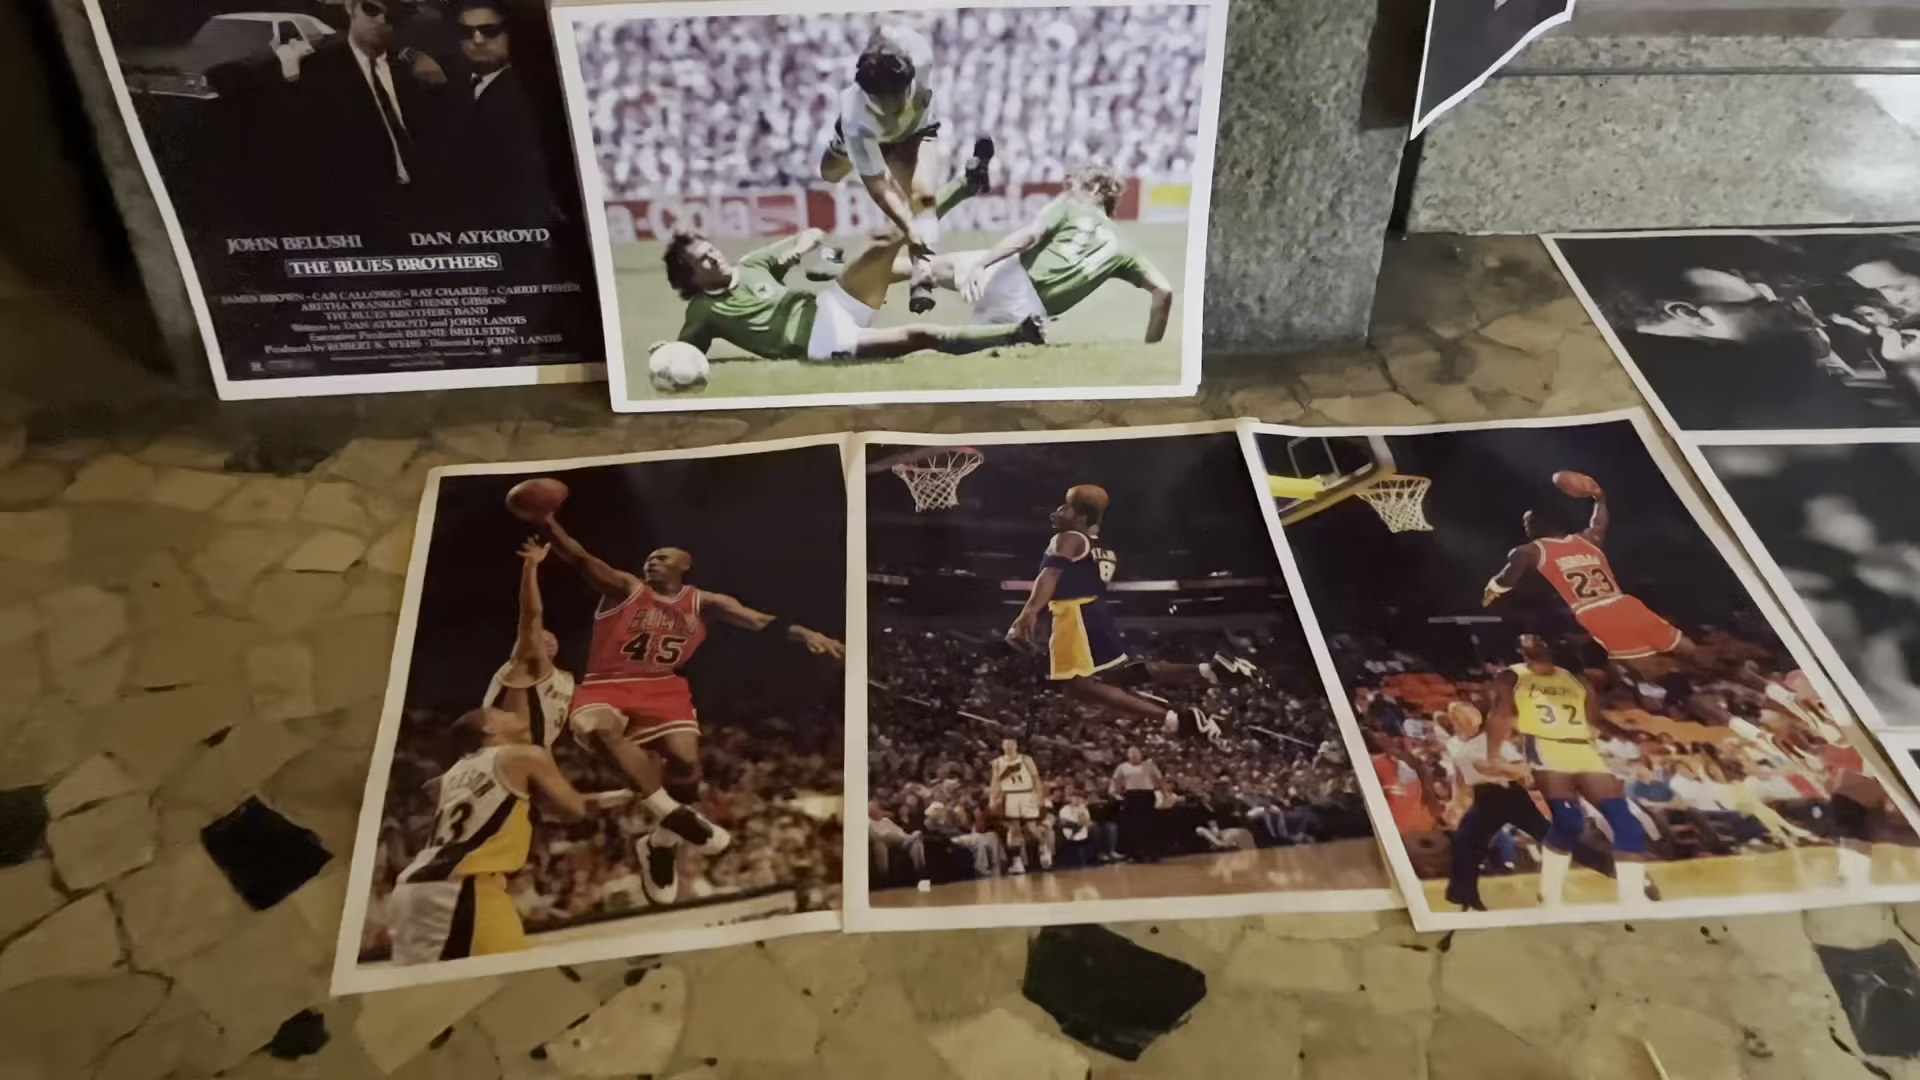 JOHN BELUSHI DAN AYKROYD
THE BLUES BROTHERS
JAMES BROWN · CAB CALLOWAY · RAY CHARLES · CARRIE FISHER
ARETHA FRANKLIN · HENRY GIBSON
THE BLUES BROTHERS BAND
Written by DAN AYKROYD and JOHN LANDIS
Executive Producer BERNIE BRILLSTEIN
Produced by ROBERT K. WEISS · Directed by JOHN LANDIS
R
a-Cola
BULLS
45
8
23
Lakers
32